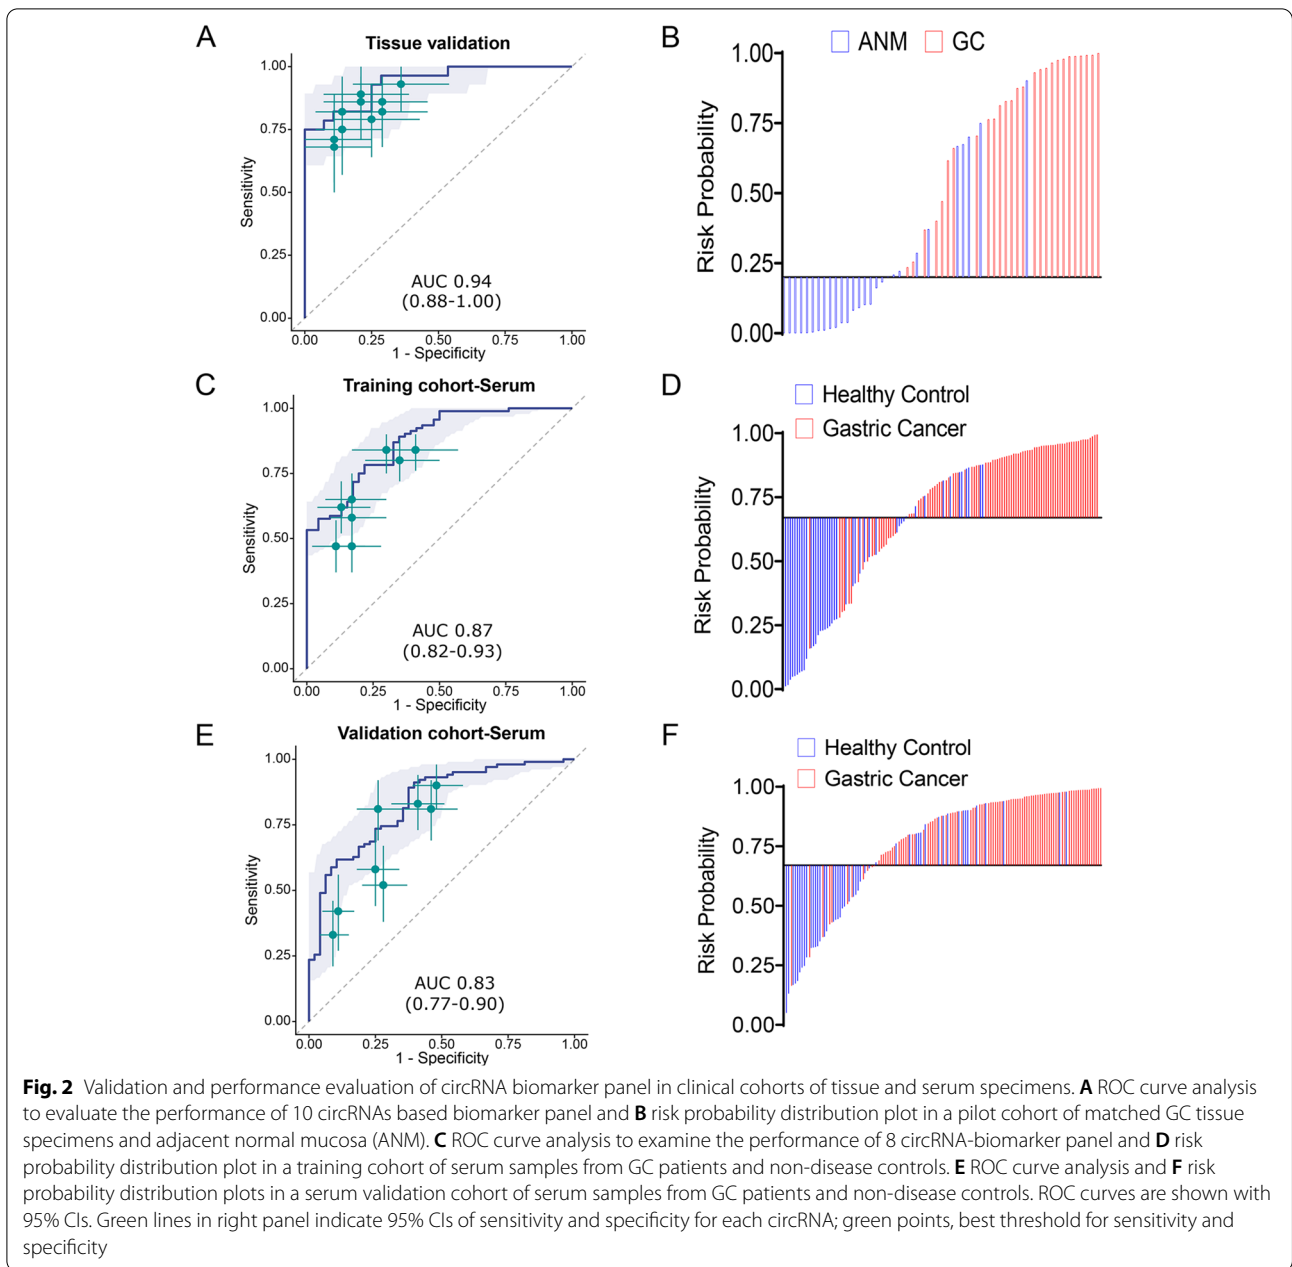 A
Tissue validation
1.00
0.75
0.50
0.25
0.00
Sensitivity
AUC 0.94
(0.88-1.00)
0.00 0.25 0.50 0.75 1.00
1 - Specificity
B
ANM GC
1.00
0.75
0.50
0.25
0.00
Risk Probability
C
Training cohort-Serum
1.00
0.75
0.50
0.25
0.00
Sensitivity
AUC 0.87
(0.82-0.93)
0.00 0.25 0.50 0.75 1.00
1 - Specificity
D
Healthy Control
Gastric Cancer
1.00
0.75
0.50
0.25
0.00
Risk Probability
E
Validation cohort-Serum
1.00
0.75
0.50
0.25
0.00
Sensitivity
AUC 0.83
(0.77-0.90)
0.00 0.25 0.50 0.75 1.00
1 - Specificity
F
Healthy Control
Gastric Cancer
1.00
0.75
0.50
0.25
0.00
Risk Probability
Fig. 2 Validation and performance evaluation of circRNA biomarker panel in clinical cohorts of tissue and serum specimens. A ROC curve analysis
to evaluate the performance of 10 circRNAs based biomarker panel and B risk probability distribution plot in a pilot cohort of matched GC tissue
specimens and adjacent normal mucosa (ANM). C ROC curve analysis to examine the performance of 8 circRNA-biomarker panel and D risk
probability distribution plot in a training cohort of serum samples from GC patients and non-disease controls. E ROC curve analysis and F risk
probability distribution plots in a serum validation cohort of serum samples from GC patients and non-disease controls. ROC curves are shown with
95% CIs. Green lines in right panel indicate 95% CIs of sensitivity and specificity for each circRNA; green points, best threshold for sensitivity and
specificity